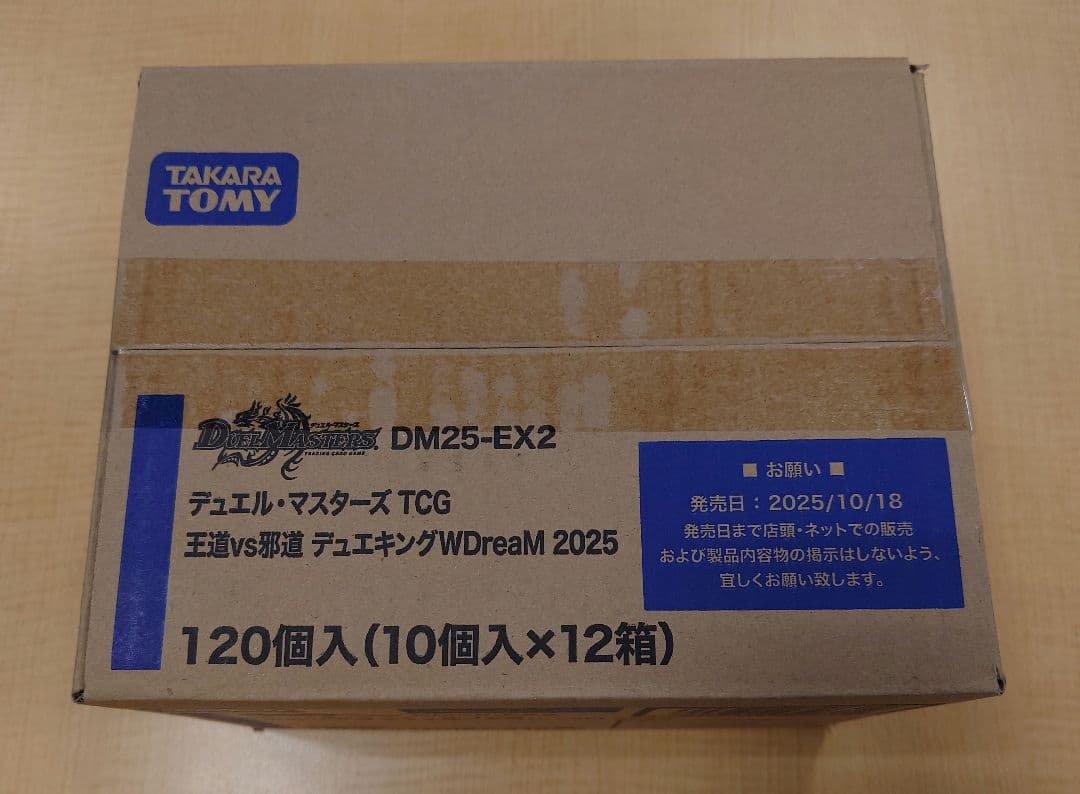 TAKARA
TOMY
デュエル・マスターズ
DUEL MASTERS
TRADING CARD GAME
DM25-EX2
デュエル・マスターズ TCG
王道vs邪道 デュエキングWDreaM 2025
120個入(10個入×12箱)
■ お願い ■
発売日：2025/10/18
発売日まで店頭・ネットでの販売
および製品内容物の掲示はしないよう、
宜しくお願い致します。